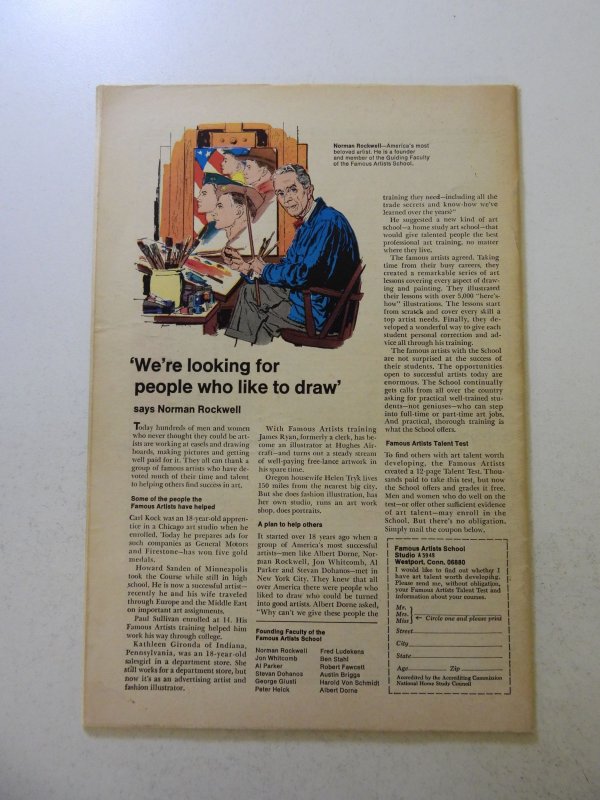 Norman Rockwell—America's most
beloved artist. He is a founder
and member of the Guiding Faculty
of the Famous Artists School.
'We're looking for
people who like to draw'
says Norman Rockwell
Today hundreds of men and women
who never thought they could be art-
ists are working at easels and drawing
boards, making pictures and getting
well paid for it. They all can thank a
group of famous artists who have de-
voted much of their time and talent
to helping others find success in art.
Some of the people the
Famous Artists have helped
Carl Kock was an 18-year-old appren-
tice in a Chicago art studio when he
enrolled. Today he prepares ads for
such companies as General Motors
and Firestone—has won five gold
medals.
Howard Sanden of Minneapolis
took the Course while still in high
school. He is now a successful artist—
recently he and his wife traveled
through Europe and the Middle East
on important art assignments.
Paul Sullivan enrolled at 14. His
Famous Artists training helped him
work his way through college.
Kathleen Gironda of Indiana,
Pennsylvania, was an 18-year-old
salesgirl in a department store. She
still works for a department store, but
now it's as an advertising artist and
fashion illustrator.
With Famous Artists training
James Ryan, formerly a clerk, has be-
come an illustrator at Hughes Air-
craft—and turns out a steady stream
of well-paying free-lance artwork in
his spare time.
Oregon housewife Helen Tryk lives
150 miles from the nearest big city.
But she does fashion illustration, has
her own studio, runs an art work
shop, does portraits.
A plan to help others
It started over 18 years ago when a
group of America's most successful
artists—men like Albert Dorne, Nor-
man Rockwell, Jon Whitcomb, Al
Parker and Stevan Dohanos—met in
New York City. They knew that all
over America there were people who
liked to draw who could be turned
into good artists. Albert Dorne asked,
"Why can't we give these people the
Founding Faculty of the
Famous Artists School
Norman Rockwell
Jon Whitcomb
Al Parker
Stevan Dohanos
George Giusti
Peter Helck
Fred Ludekens
Ben Stahl
Robert Fawcett
Austin Briggs
Harold Von Schmidt
Albert Dorne
training they need—including all the
trade secrets and know-how we've
learned over the years?"
He suggested a new kind of art
school—a home study art school—that
would give talented people the best
professional art training, no matter
where they live.
The famous artists agreed. Taking
time from their busy careers, they
created a remarkable series of art
lessons covering every aspect of draw-
ing and painting. They illustrated
their lessons with over 5,000 "here's-
how" illustrations. The lessons start
from scratch and cover every skill a
top artist needs. Finally, they de-
veloped a wonderful way to give each
student personal correction and ad-
vice all through his training.
The famous artists with the School
are not surprised at the success of
their students. The opportunities
open to successful artists today are
enormous. The School continually
gets calls from all over the country
asking for practical well-trained stu-
dents—not geniuses—who can step
into full-time or part-time art jobs.
And practical, thorough training is
what the School offers.
Famous Artists Talent Test
To find others with art talent worth
developing, the Famous Artists
created a 12-page Talent Test. Thou-
sands paid to take this test, but now
the School offers and grades it free.
Men and women who do well on the
test—or offer other sufficient evidence
of art talent—may enroll in the
School. But there's no obligation.
Simply mail the coupon below.
Famous Artists School
Studio A 5948
Westport, Conn. 06880
I would like to find out whether I
have art talent worth developing.
Please send me, without obligation,
your Famous Artists Talent Test and
information about your courses.
Mr.
Mrs. Circle one and please print
Miss
Street
City
State
Age Zip
Accredited by the Accrediting Commission
National Home Study Council